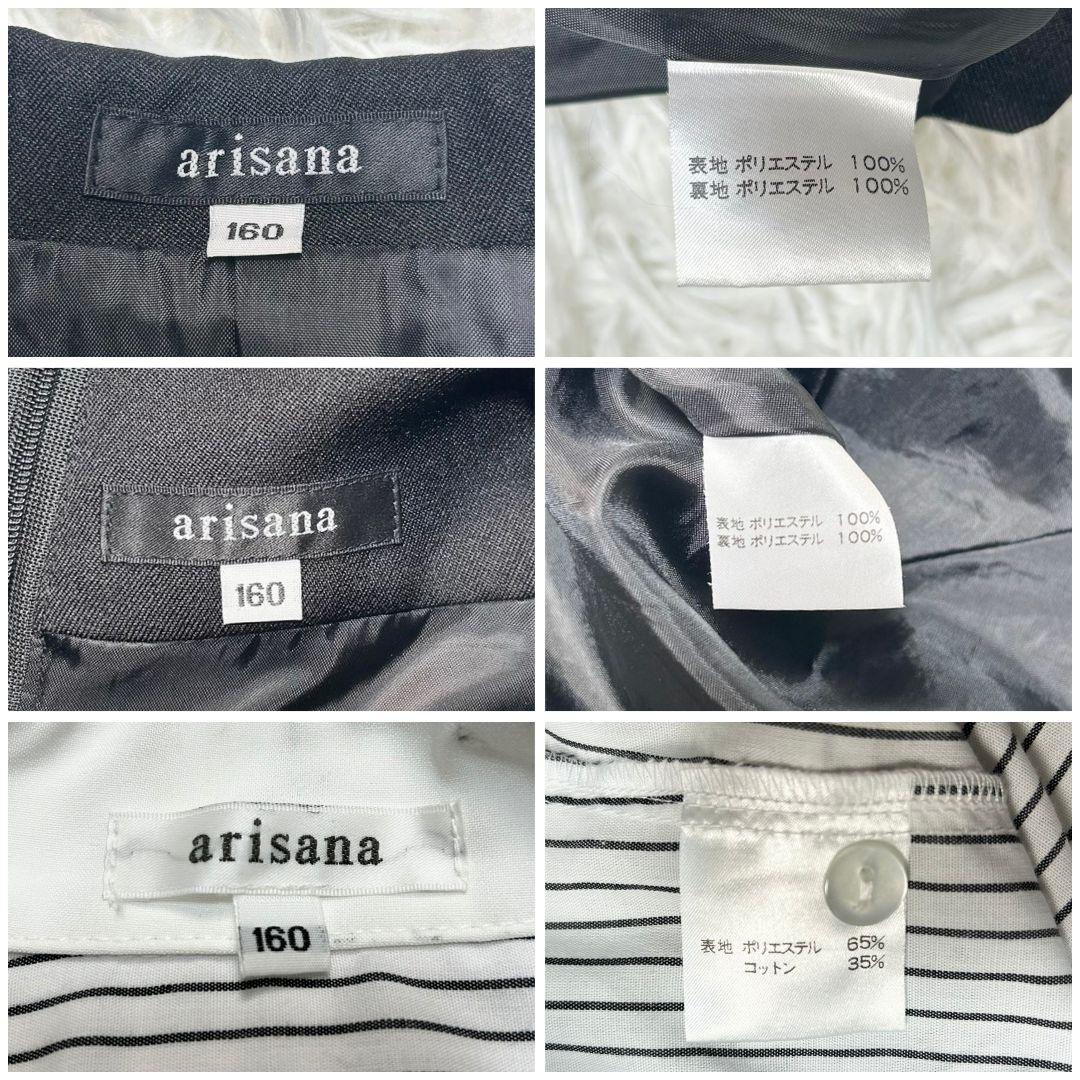 arisana
160
表地 ポリエステル 100%
裏地 ポリエステル 100%
arisana
160
表地 ポリエステル 100%
裏地 ポリエステル 100%
arisana
160
表地 ポリエステル 65%
コットン 35%